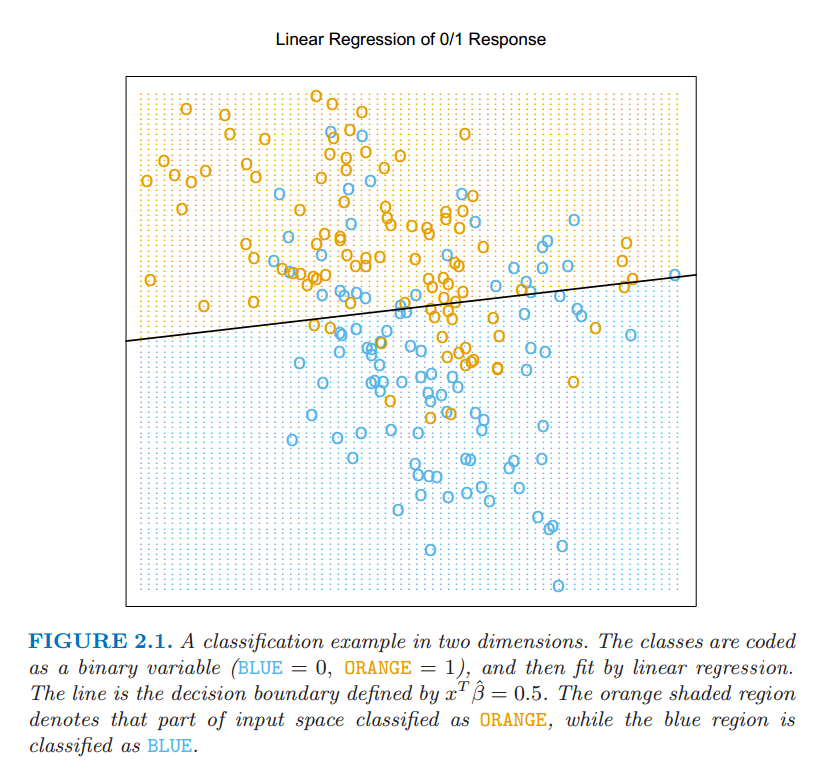 Linear Regression of 0/1 Response
FIGURE 2.1. A classification example in two dimensions. The classes are coded
as a binary variable (BLUE = 0, ORANGE = 1), and then fit by linear regression.
The line is the decision boundary defined by x^T β̂ = 0.5. The orange shaded region
denotes that part of input space classified as ORANGE, while the blue region is
classified as BLUE.